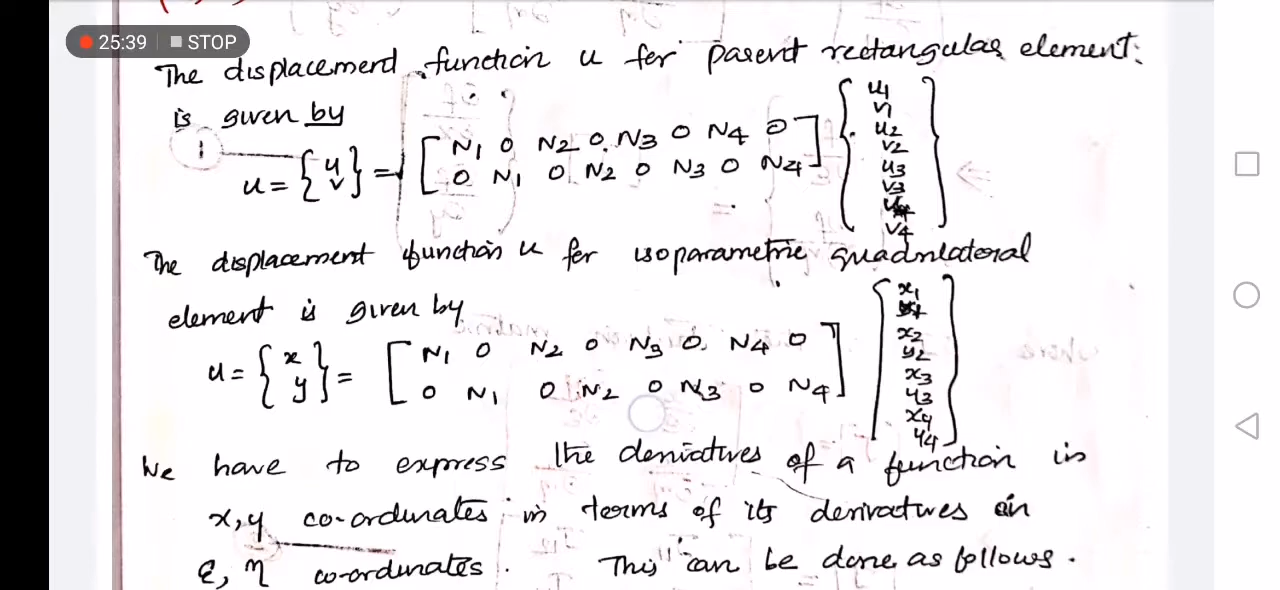 25:39 STOP
The displacement function u for parent rectangular element.
is given by
u = { u v } = [ N1 0 N2 0 N3 0 N4 0
0 N1 0 N2 0 N3 0 N4 ]
{ u1
v1
u2
v2
u3
v3
u4
v4 }
The displacement function u for isoparametric quadrilateral
element is given by
u = { x y } = [ N1 0 N2 0 N3 0 N4 0
0 N1 0 N2 0 N3 0 N4 ]
{ x1
y1
x2
y2
x3
y3
x4
y4 }
We have to express the derivatives of a function in
x, y co-ordinates in terms of its derivatives in
ε, η co-ordinates. This can be done as follows.